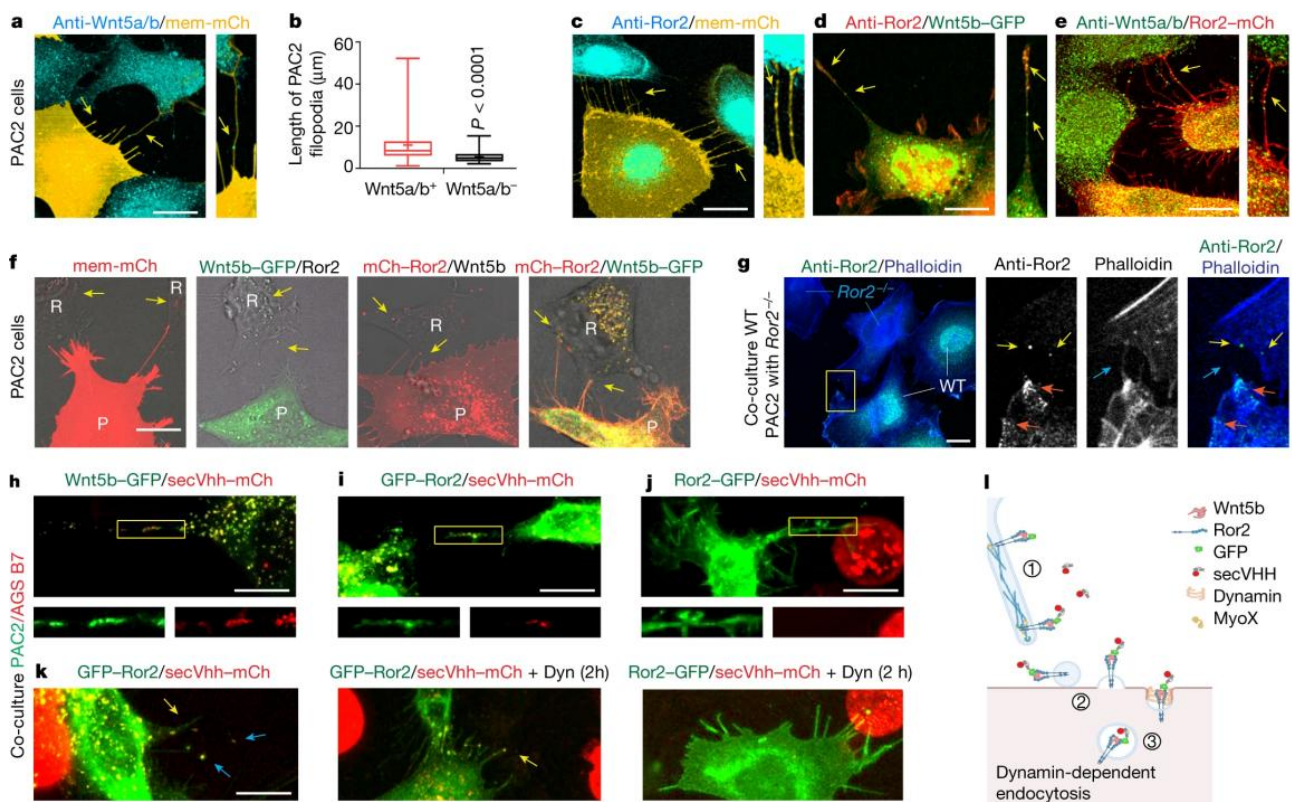 a
Anti-Wnt5a/b/mem-mCh
PAC2 cells
b
Length of PAC2
filopodia (μm)
60
40
20
0
P < 0.0001
Wnt5a/b+
Wnt5a/b−
c
Anti-Ror2/mem-mCh
d
Anti-Ror2/Wnt5b–GFP
e
Anti-Wnt5a/b/Ror2–mCh
f
PAC2 cells
mem-mCh
R
R
P
Wnt5b–GFP/Ror2
R
P
mCh–Ror2/Wnt5b
R
P
mCh–Ror2/Wnt5b–GFP
R
P
g
Co-culture WT
PAC2 with Ror2−/−
Anti-Ror2/Phalloidin
Ror2−/−
WT
Anti-Ror2
Phalloidin
Anti-Ror2/
Phalloidin
Co-culture PAC2/AGS B7
h
Wnt5b–GFP/secVhh–mCh
i
GFP–Ror2/secVhh–mCh
j
Ror2–GFP/secVhh–mCh
k
GFP–Ror2/secVhh–mCh
GFP–Ror2/secVhh–mCh + Dyn (2h)
Ror2–GFP/secVhh–mCh + Dyn (2 h)
l
①
②
③
Dynamin-dependent
endocytosis
Wnt5b
Ror2
GFP
secVHH
Dynamin
MyoX